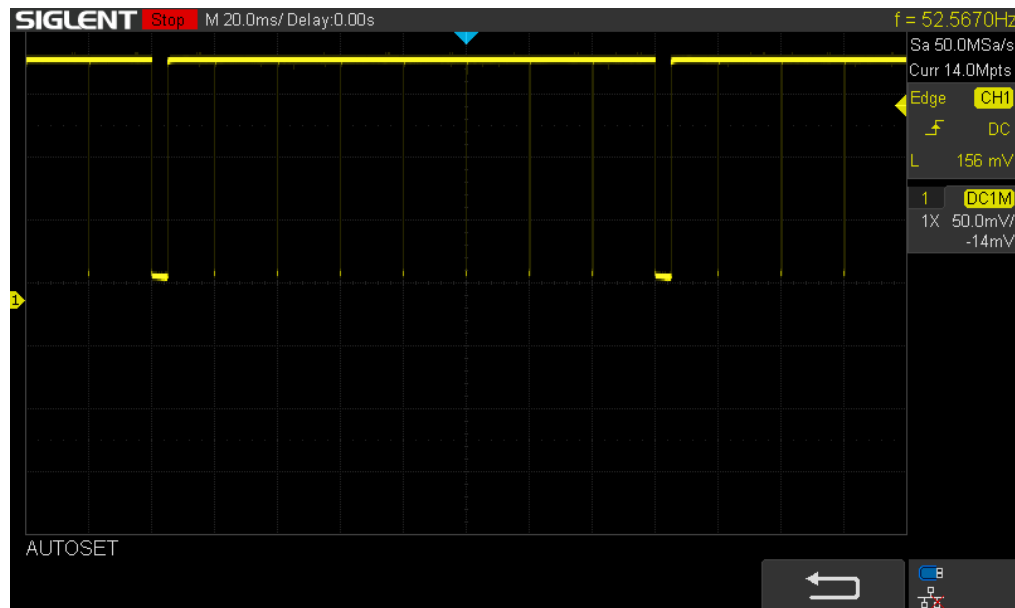 SIGLENT Stop M 20.0ms/ Delay:0.00s f = 52.5670Hz
Sa 50.0MSa/s
Curr 14.0Mpts
Edge CH1
DC
L 156 mV
1 DC1M
1X 50.0mV/
-14mV
1
AUTOSET